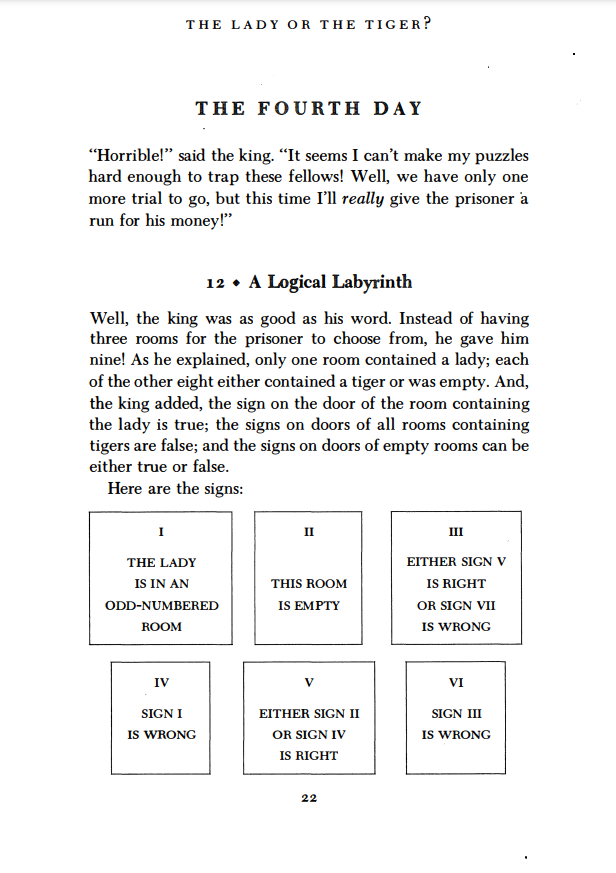 THE LADY OR THE TIGER?
THE FOURTH DAY
“Horrible!” said the king. “It seems I can’t make my puzzles
hard enough to trap these fellows! Well, we have only one
more trial to go, but this time I’ll really give the prisoner a
run for his money!”
12 ◆ A Logical Labyrinth
Well, the king was as good as his word. Instead of having
three rooms for the prisoner to choose from, he gave him
nine! As he explained, only one room contained a lady; each
of the other eight either contained a tiger or was empty. And,
the king added, the sign on the door of the room containing
the lady is true; the signs on doors of all rooms containing
tigers are false; and the signs on doors of empty rooms can be
either true or false.
Here are the signs:
I
THE LADY
IS IN AN
ODD-NUMBERED
ROOM
II
THIS ROOM
IS EMPTY
III
EITHER SIGN V
IS RIGHT
OR SIGN VII
IS WRONG
IV
SIGN I
IS WRONG
V
EITHER SIGN II
OR SIGN IV
IS RIGHT
VI
SIGN III
IS WRONG
22